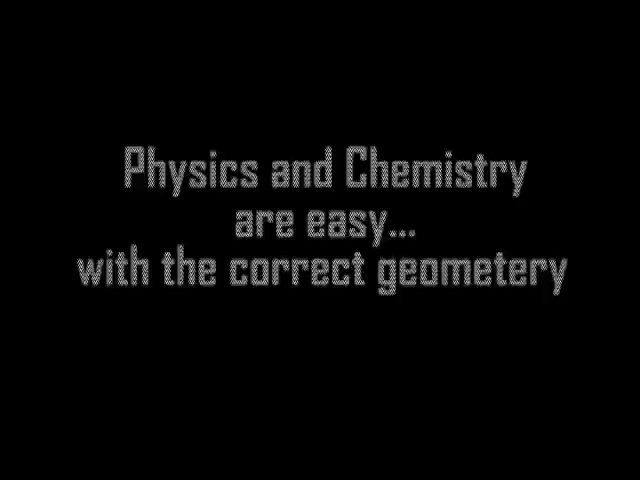 Physics and Chemistry
are easy...
with the correct geometery